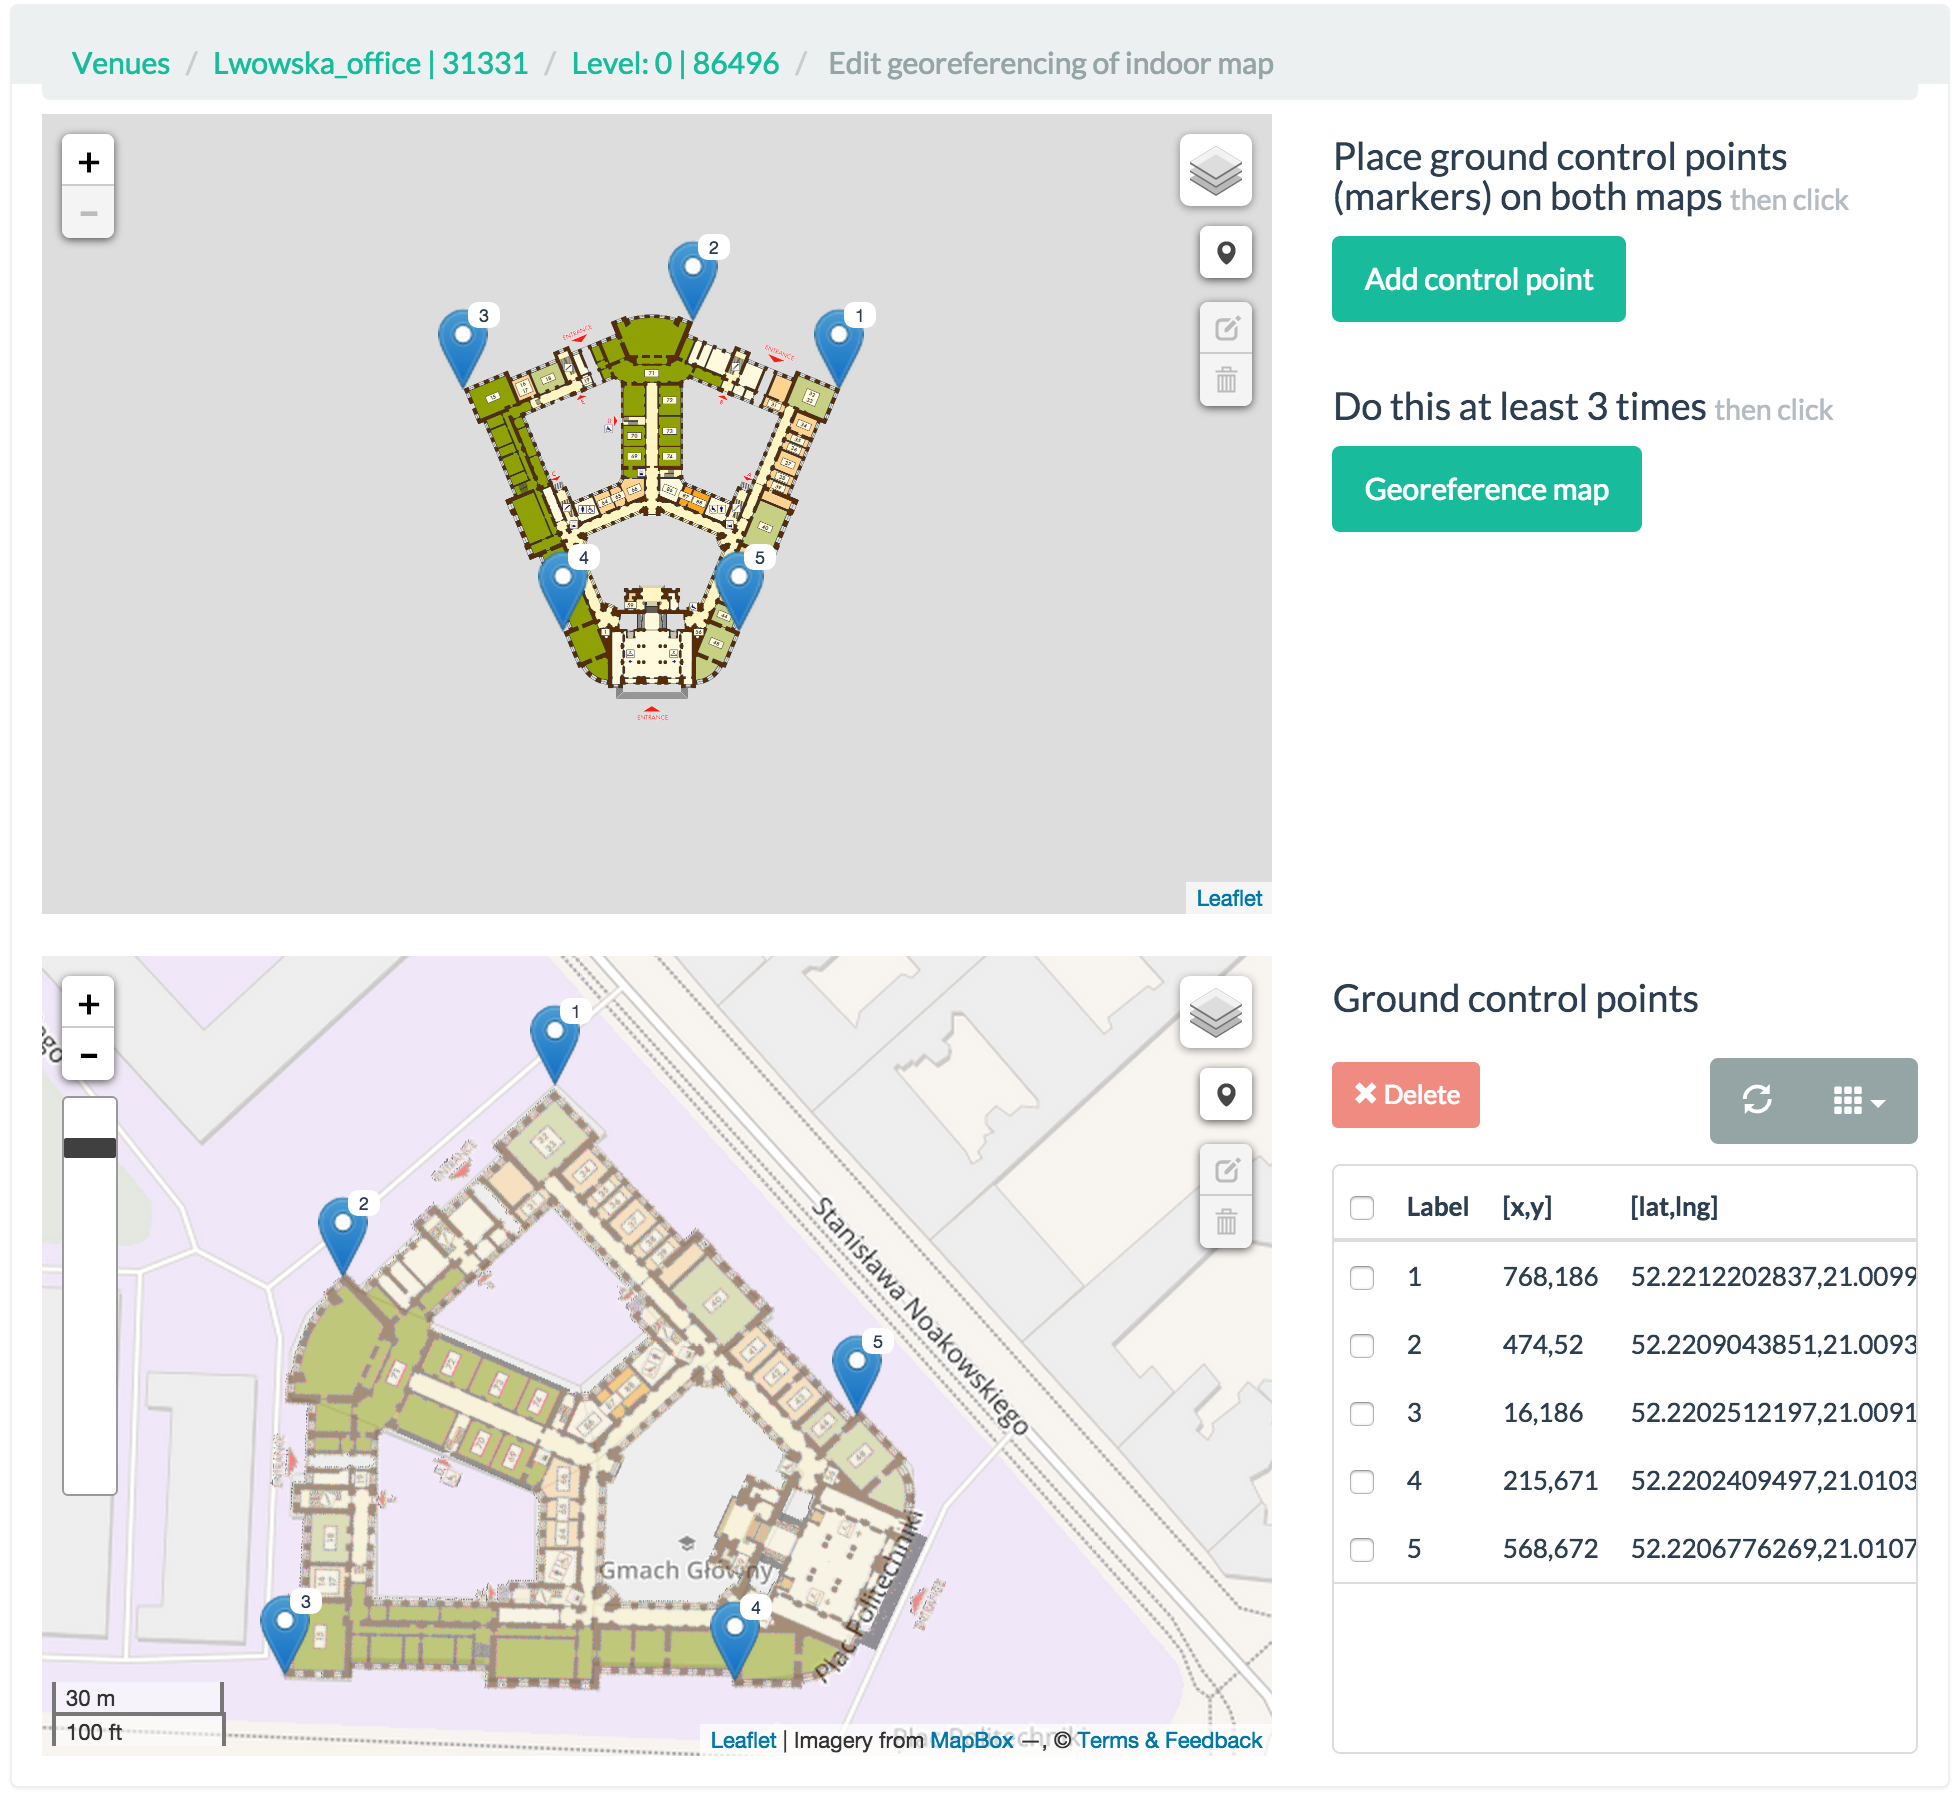 Venues / Lwowska_office | 31331 / Level: 0 | 86496 / Edit georeferencing of indoor map
+
−
2
3
1
ENTRANCE
ENTRANCE
4
5
ENTRANCE
Leaflet
Place ground control points
(markers) on both maps then click
Add control point
Do this at least 3 times then click
Georeference map
+
−
1
2
5
3
4
ENTRANCE
Stanisława Noakowskiego
Gmach Główny
Plac Politechniki
30 m
100 ft
Leaflet | Imagery from MapBox —, © Terms & Feedback
Ground control points
✖ Delete
Label [x,y] [lat,lng]
1 768,186 52.2212202837,21.0099
2 474,52 52.2209043851,21.0093
3 16,186 52.2202512197,21.0091
4 215,671 52.2202409497,21.0103
5 568,672 52.2206776269,21.0107